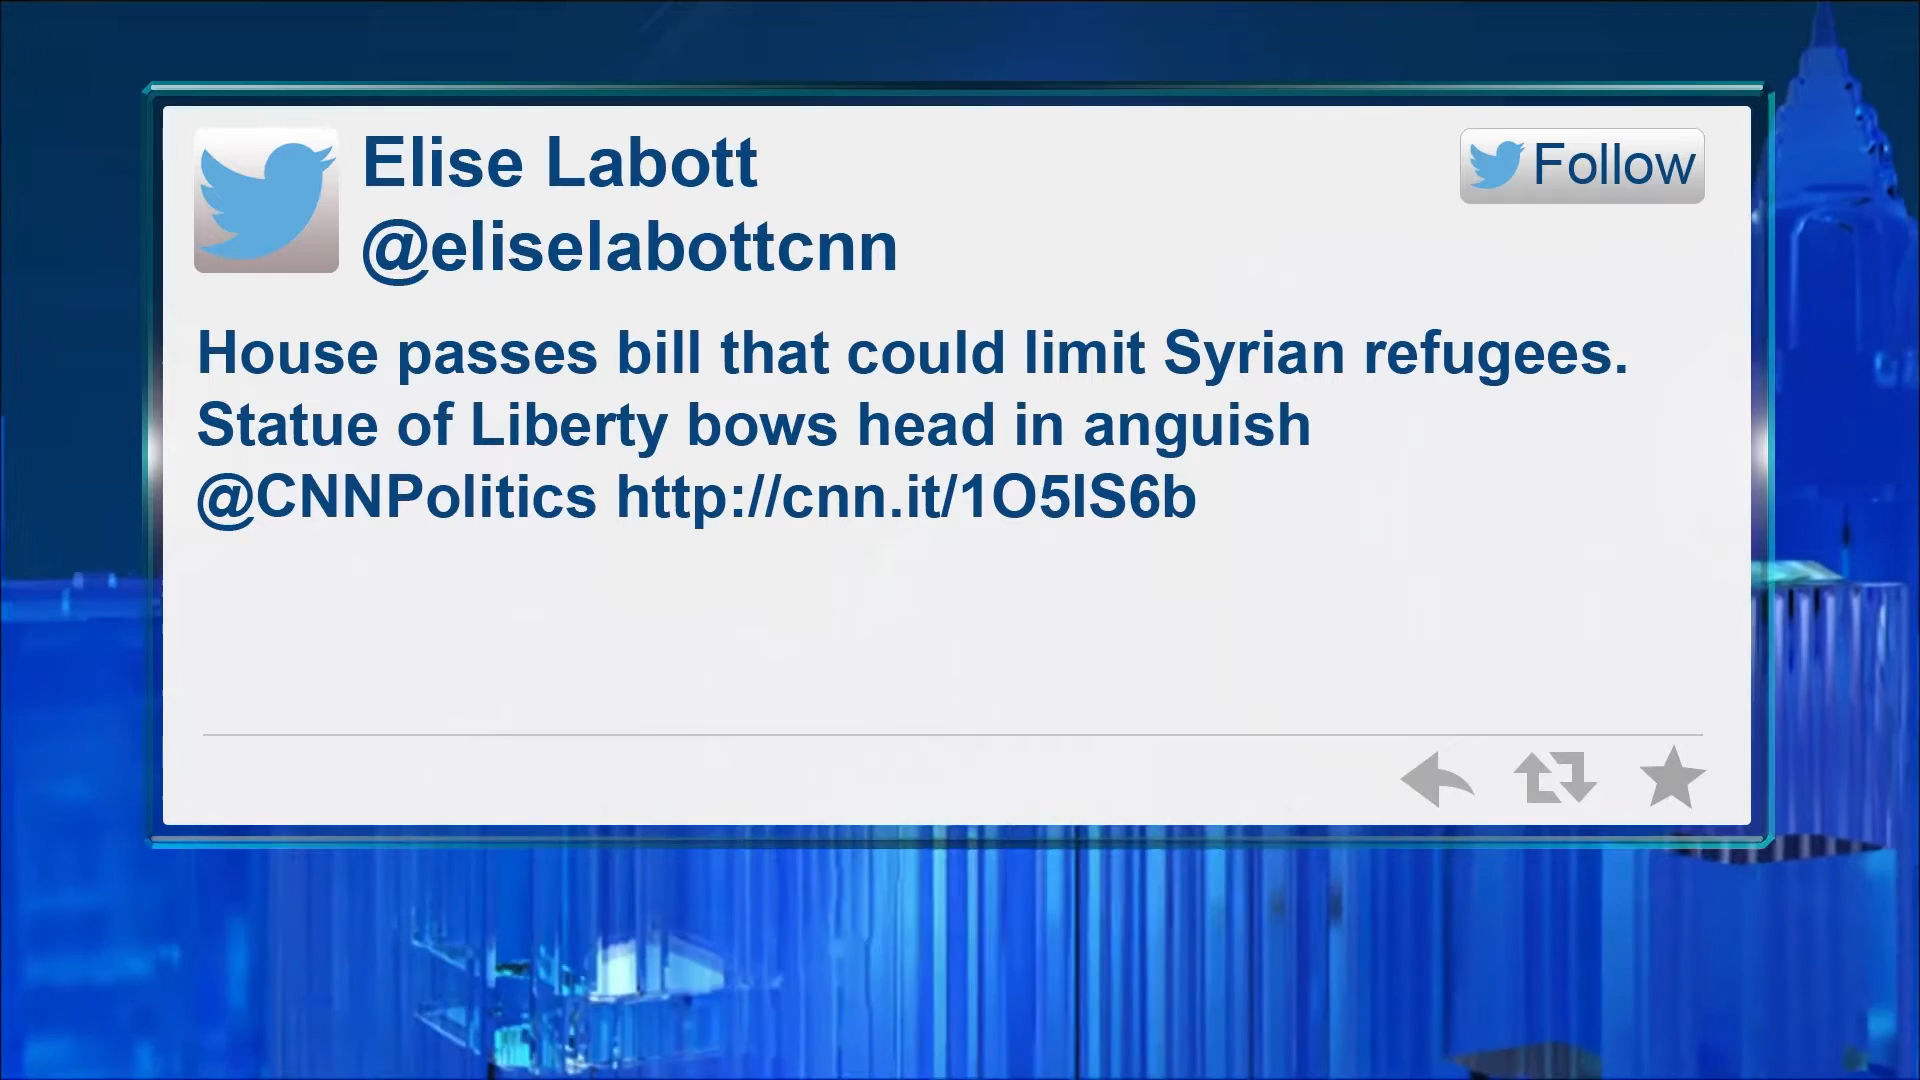 Elise Labott
Follow
@eliselabottcnn
House passes bill that could limit Syrian refugees.
Statue of Liberty bows head in anguish
@CNNPolitics http://cnn.it/1O5IS6b